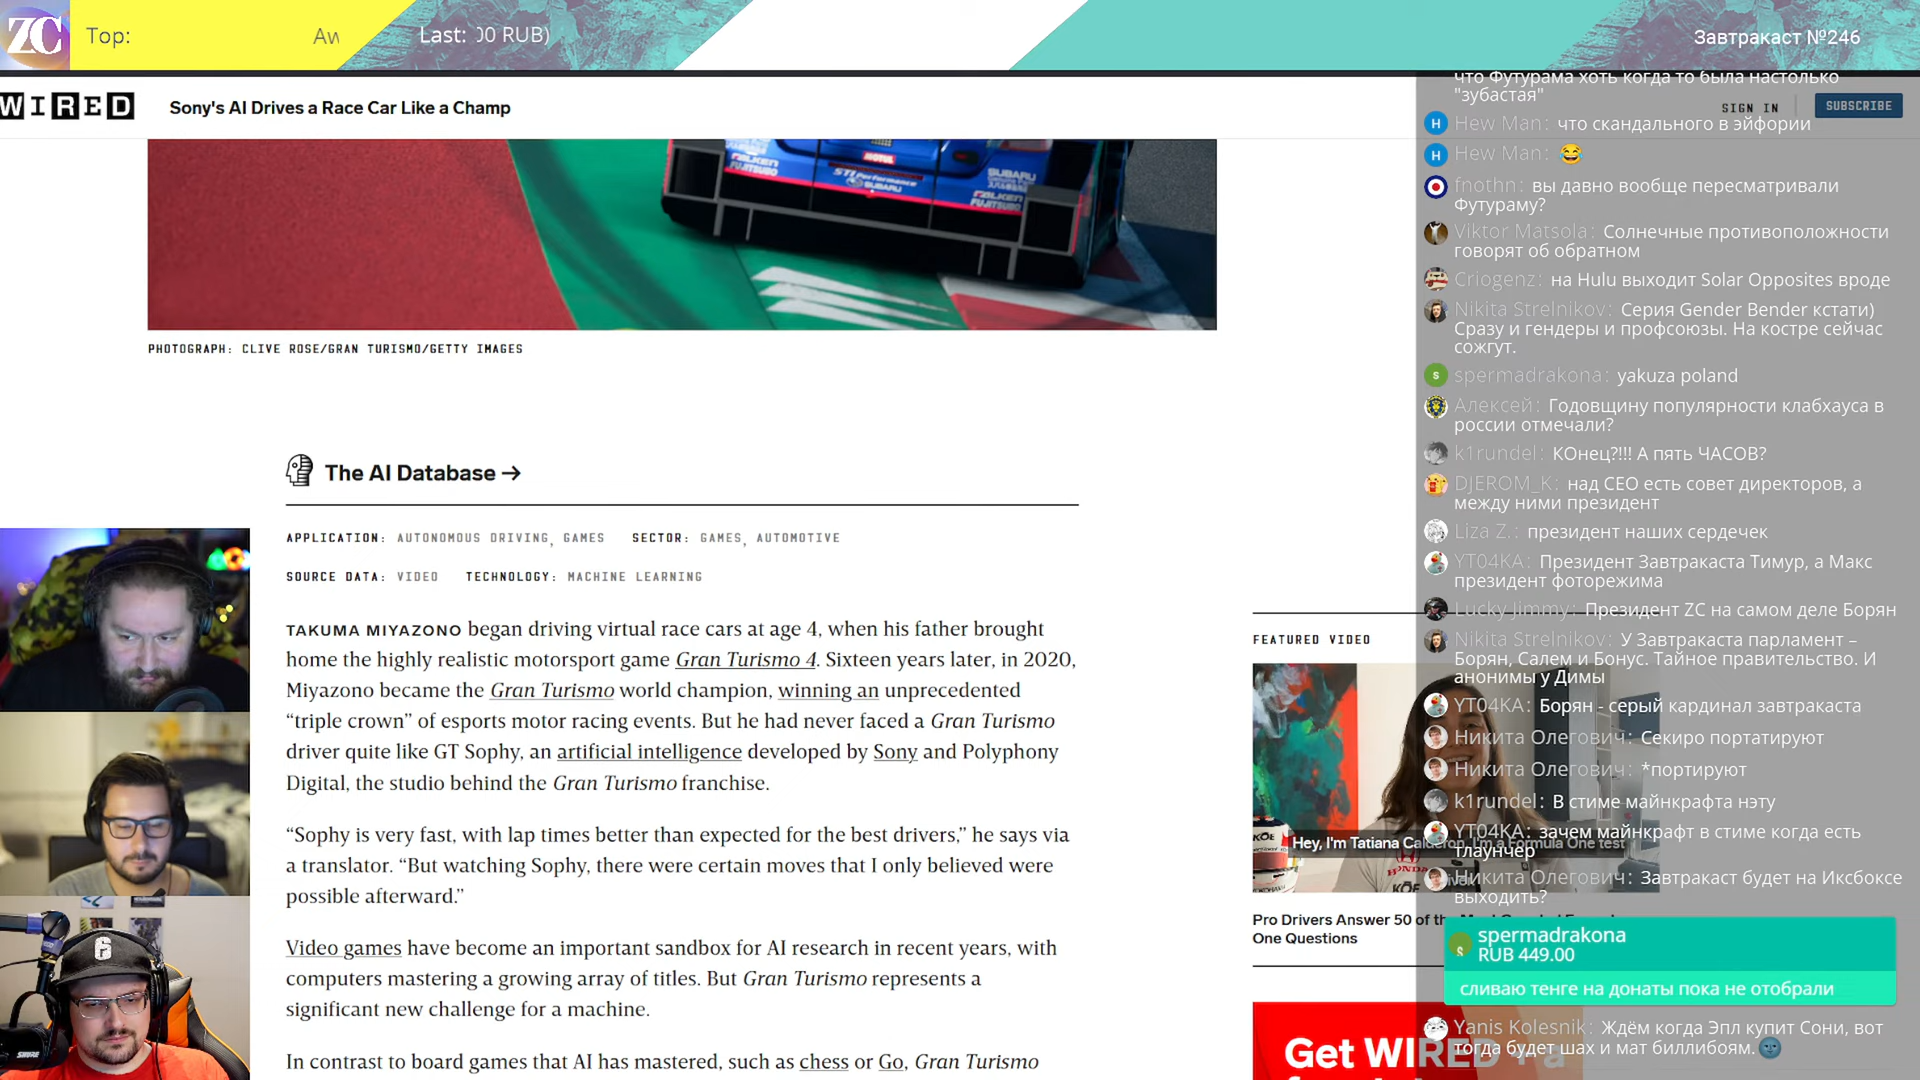 ZC
Top:
Aw
Last: 00 RUB)
Завтракаст №246
WIRED
Sony's AI Drives a Race Car Like a Champ
SIGN IN
SUBSCRIBE
FALKEN
FUJITSUBO
MOTUL
STI Performance
SUBARU
SUBARU
FALKEN
FUJITSUBO
PHOTOGRAPH: CLIVE ROSE/GRAN TURISMO/GETTY IMAGES
The AI Database →
APPLICATION: AUTONOMOUS DRIVING, GAMES SECTOR: GAMES, AUTOMOTIVE
SOURCE DATA: VIDEO TECHNOLOGY: MACHINE LEARNING
TAKUMA MIYAZONO began driving virtual race cars at age 4, when his father brought
home the highly realistic motorsport game Gran Turismo 4. Sixteen years later, in 2020,
Miyazono became the Gran Turismo world champion, winning an unprecedented
“triple crown” of esports motor racing events. But he had never faced a Gran Turismo
driver quite like GT Sophy, an artificial intelligence developed by Sony and Polyphony
Digital, the studio behind the Gran Turismo franchise.
“Sophy is very fast, with lap times better than expected for the best drivers,” he says via
a translator. “But watching Sophy, there were certain moves that I only believed were
possible afterward.”
Video games have become an important sandbox for AI research in recent years, with
computers mastering a growing array of titles. But Gran Turismo represents a
significant new challenge for a machine.
In contrast to board games that AI has mastered, such as chess or Go, Gran Turismo
FEATURED VIDEO
Hey, I'm Tatiana Calderon, I'm a Formula One test
HONDA
KÖE
Pro Drivers Answer 50 of the
One Questions
Get WIRED
что Футурама хоть когда то была настолько
"зубастая"
Hew Man: что скандального в эйфории
Hew Man: 😂
fnothn: вы давно вообще пересматривали
Футураму?
Viktor Matsola: Солнечные противоположности
говорят об обратном
Criogenz: на Hulu выходит Solar Opposites вроде
Nikita Strelnikov: Серия Gender Bender кстати)
Сразу и гендеры и профсоюзы. На костре сейчас
сожгут.
spermadrakona: yakuza poland
Алексей: Годовщину популярности клабхауса в
россии отмечали?
k1rundel: КОнец?!!! А пять ЧАСОВ?
DJEROM_K: над СЕО есть совет директоров, а
между ними президент
Liza Z.: президент наших сердечек
YT04KA: Президент Завтракаста Тимур, а Макс
президент фоторежима
Lucky Jimmy: Президент ZC на самом деле Борян
Nikita Strelnikov: У Завтракаста парламент –
Борян, Салем и Бонус. Тайное правительство. И
анонимы у Димы
YT04KA: Борян - серый кардинал завтракаста
Никита Олегович: Секиро портатируют
Никита Олегович: *портируют
k1rundel: В стиме майнкрафта нэту
YT04KA: зачем майнкрафт в стиме когда есть
тлаунчер
Никита Олегович: Завтракаст будет на Иксбоксе
выходить?
spermadrakona
RUB 449.00
сливаю тенге на донаты пока не отобрали
Yanis Kolesnik: Ждём когда Эпл купит Сони, вот
тогда будет шах и мат биллибоям. 🌚